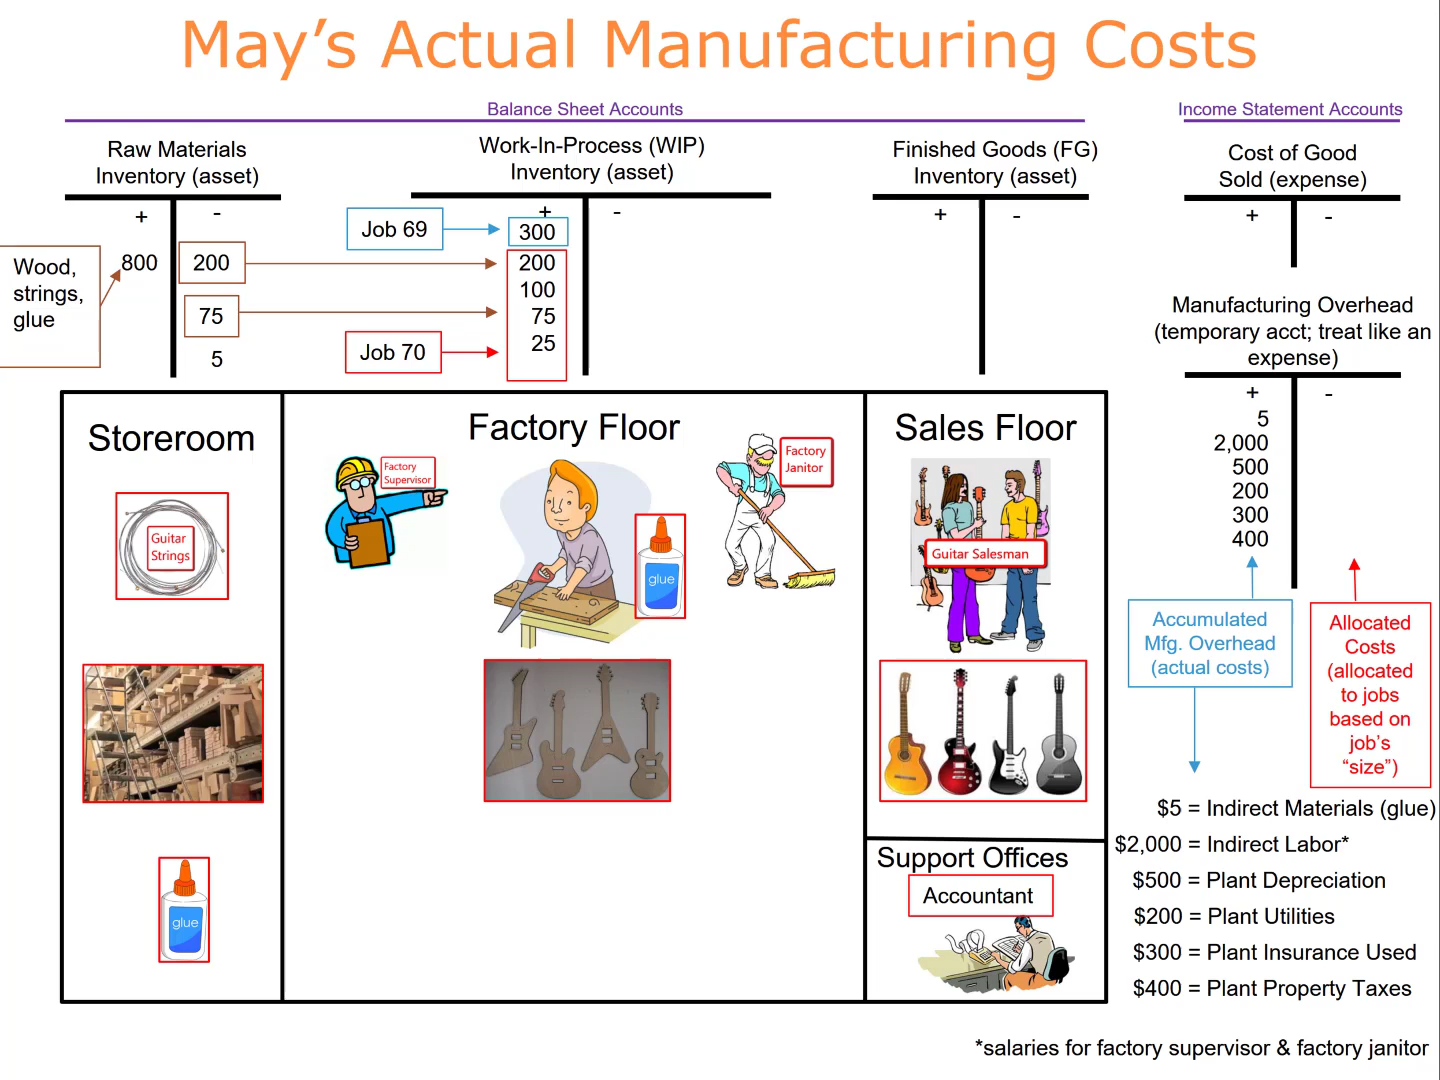 May's Actual Manufacturing Costs
Balance Sheet Accounts
Income Statement Accounts
Raw Materials
Inventory (asset)
Work-In-Process (WIP)
Inventory (asset)
Finished Goods (FG)
Inventory (asset)
Cost of Good
Sold (expense)
+ -
+ -
+ -
+ -
Wood,
strings,
glue
800
200
75
5
Job 69
300
200
100
75
25
Job 70
Manufacturing Overhead
(temporary acct; treat like an
expense)
+ -
5
2,000
500
200
300
400
Accumulated
Mfg. Overhead
(actual costs)
Allocated
Costs
(allocated
to jobs
based on
job's
“size”)
Storeroom
Guitar
Strings
glue
Factory Floor
Factory
Supervisor
glue
Factory
Janitor
Sales Floor
Guitar Salesman
Support Offices
Accountant
$5 = Indirect Materials (glue)
$2,000 = Indirect Labor*
$500 = Plant Depreciation
$200 = Plant Utilities
$300 = Plant Insurance Used
$400 = Plant Property Taxes
*salaries for factory supervisor & factory janitor